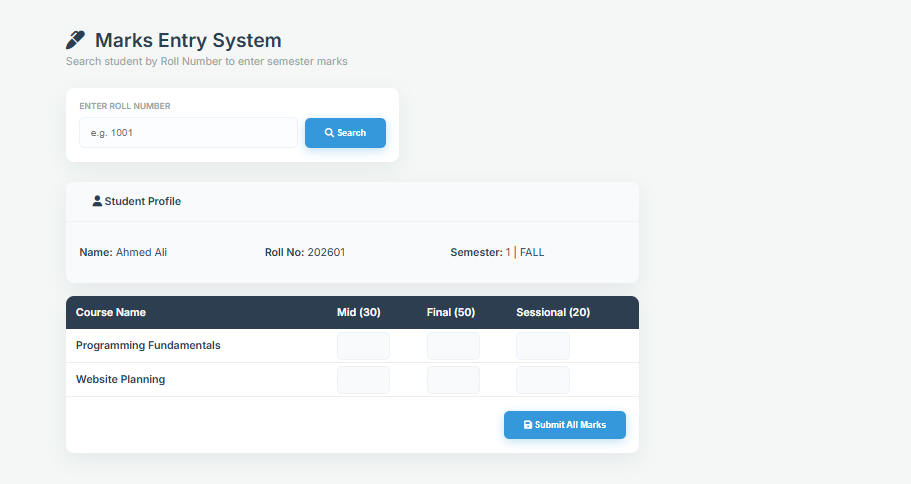 Marks Entry System
Search student by Roll Number to enter semester marks
ENTER ROLL NUMBER
e.g. 1001
Search
Student Profile
Name: Ahmed Ali Roll No: 202601 Semester: 1 | FALL
Course Name Mid (30) Final (50) Sessional (20)
Programming Fundamentals
Website Planning
Submit All Marks